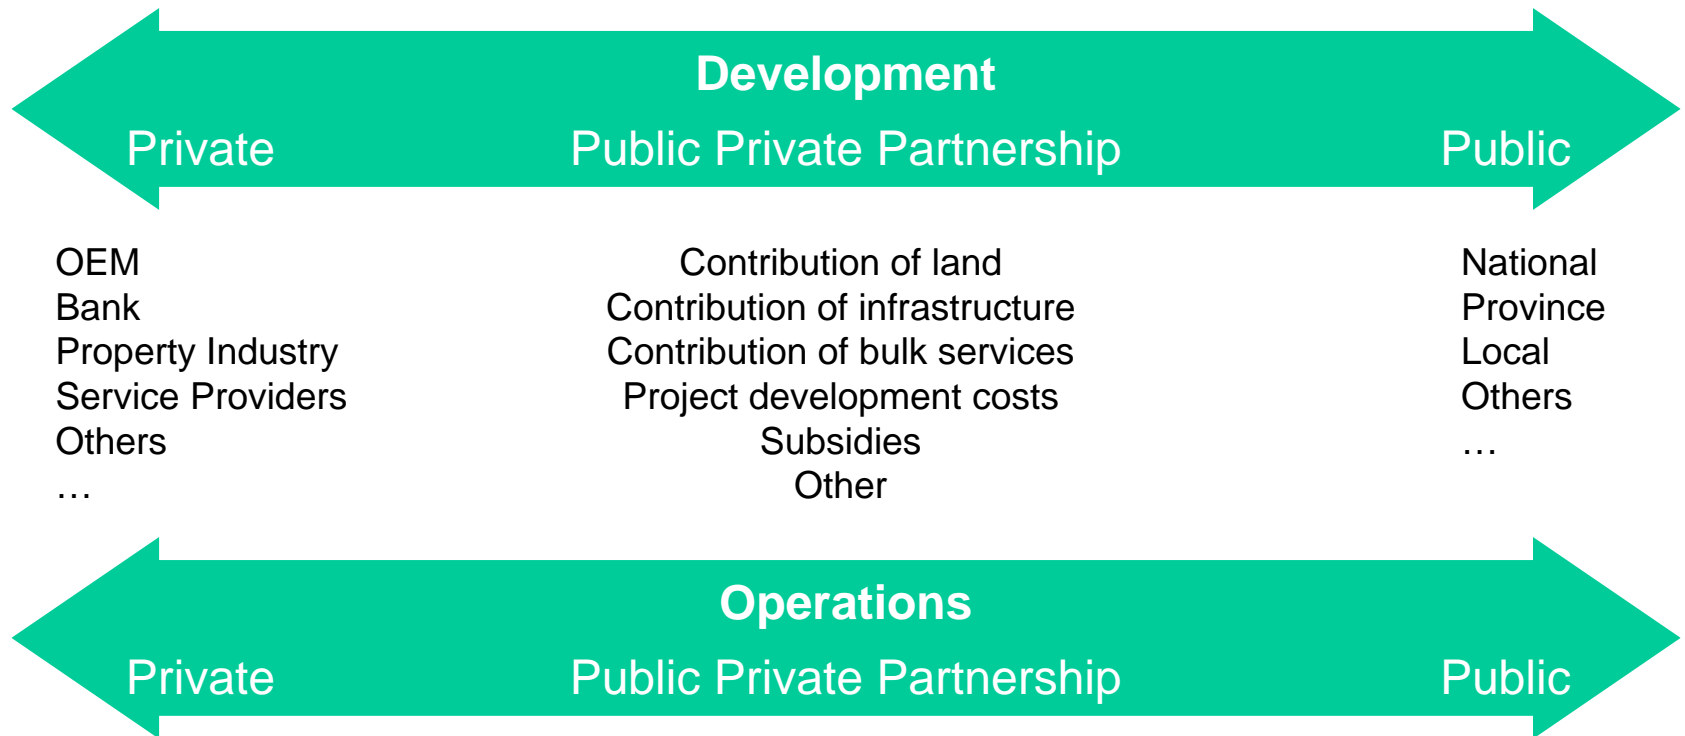 Development
Private Public Private Partnership Public
OEM Contribution of land National
Bank Contribution of infrastructure Province
Property Industry Contribution of bulk services Local
Service Providers Project development costs Others
Others Subsidies …
… Other
Operations
Private Public Private Partnership Public